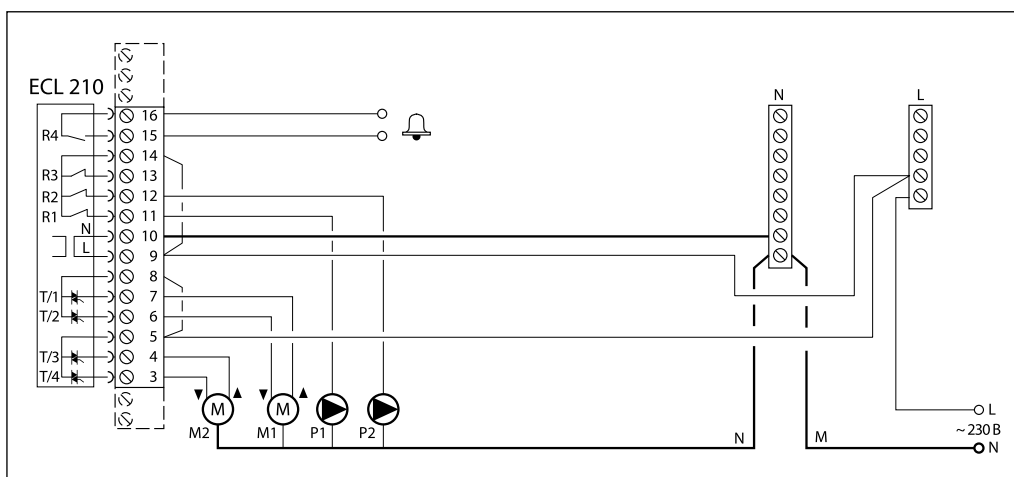 N L
ECL 210
16
R4 15
14
R3 13
R2 12
R1 11
N 10
L 9
8
T/1 7
T/2 6
5
T/3 4
T/4 3
M M
M2 M1 P1 P2
L
~ 230 В
N M N